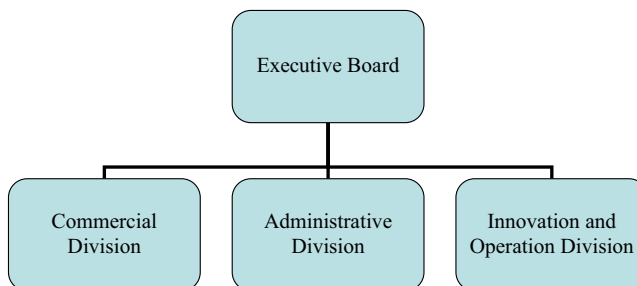 Executive Board
Commercial
Division
Administrative
Division
Innovation and
Operation Division